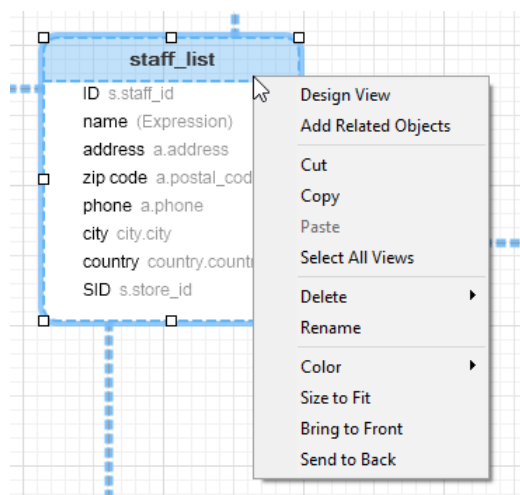 staff_list
ID s.staff_id
name (Expression)
address a.address
zip code a.postal_cod
phone a.phone
city city.city
country country.countr
SID s.store_id
Design View
Add Related Objects
Cut
Copy
Paste
Select All Views
Delete
Rename
Color
Size to Fit
Bring to Front
Send to Back